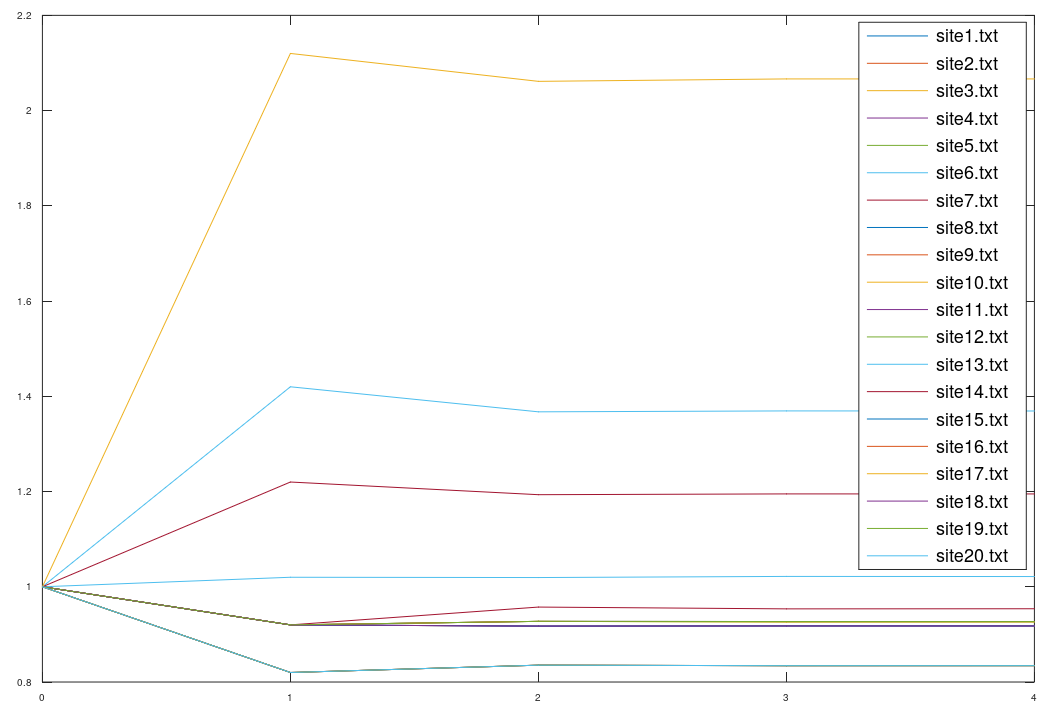 2.2
2
1.8
1.6
1.4
1.2
1
0.8
0
1
2
3
4
site1.txt
site2.txt
site3.txt
site4.txt
site5.txt
site6.txt
site7.txt
site8.txt
site9.txt
site10.txt
site11.txt
site12.txt
site13.txt
site14.txt
site15.txt
site16.txt
site17.txt
site18.txt
site19.txt
site20.txt